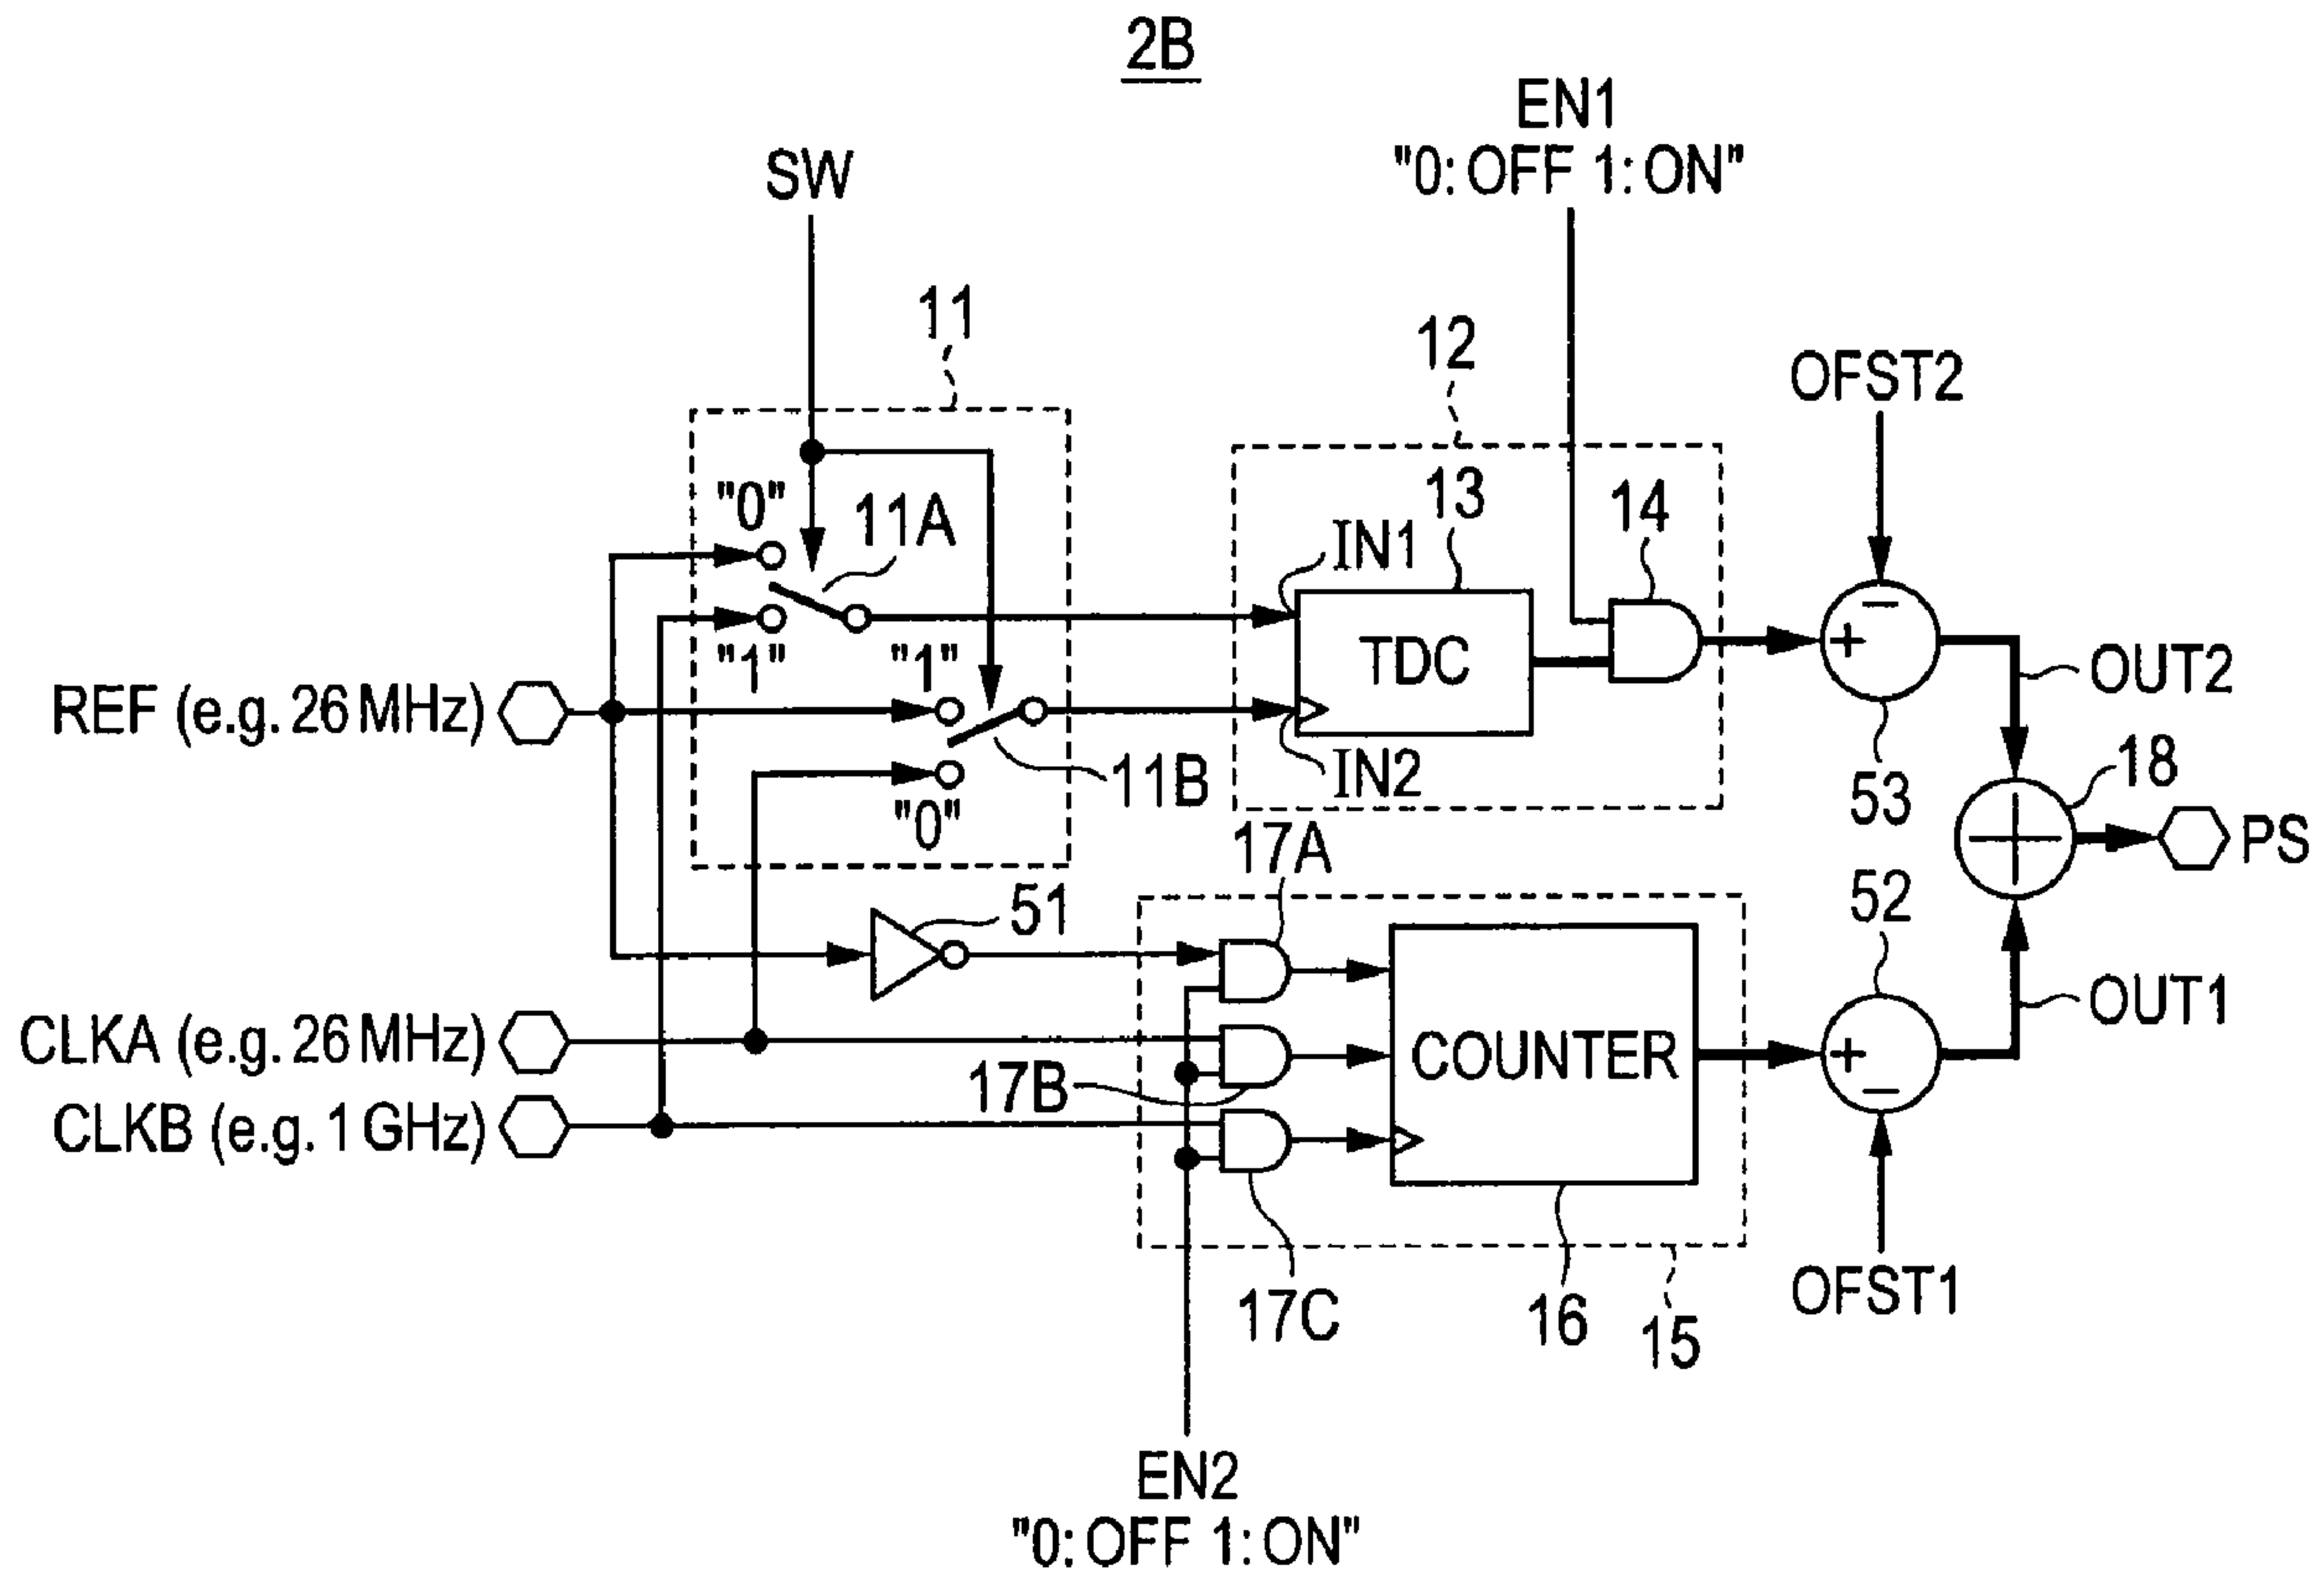 2B
EN1
"0: OFF 1: ON"
SW
11
12
OFST2
"0"
11A
13
14
IN1
"1"
"1"
TDC
REF (e.g. 26 MHz)
OUT2
IN2
11B
53
18
"0"
17A
PS
51
52
CLKA (e.g. 26 MHz)
COUNTER
OUT1
17B
CLKB (e.g. 1 GHz)
17C
16
15
OFST1
EN2
"0: OFF 1: ON"